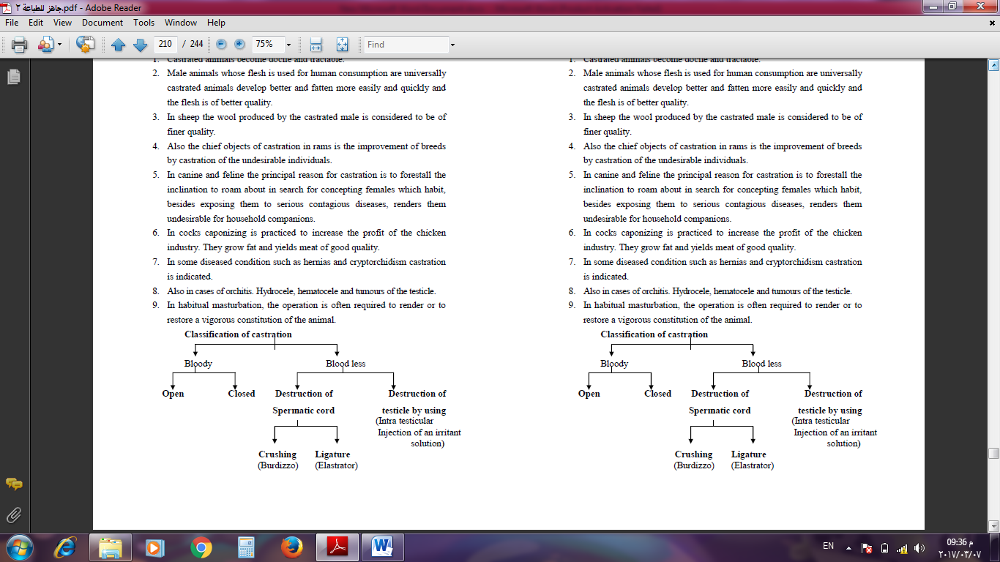 جاهز للطباعة ٢.pdf - Adobe Reader
File Edit View Document Tools Window Help
210 / 244 75% Find
1. Castrated animals become docile and tractable.
2. Male animals whose flesh is used for human consumption are universally
castrated animals develop better and fatten more easily and quickly and
the flesh is of better quality.
3. In sheep the wool produced by the castrated male is considered to be of
finer quality.
4. Also the chief objects of castration in rams is the improvement of breeds
by castration of the undesirable individuals.
5. In canine and feline the principal reason for castration is to forestall the
inclination to roam about in search for concepting females which habit,
besides exposing them to serious contagious diseases, renders them
undesirable for household companions.
6. In cocks caponizing is practiced to increase the profit of the chicken
industry. They grow fat and yields meat of good quality.
7. In some diseased condition such as hernias and cryptorchidism castration
is indicated.
8. Also in cases of orchitis. Hydrocele, hematocele and tumours of the testicle.
9. In habitual masturbation, the operation is often required to render or to
restore a vigorous constitution of the animal.
Classification of castration
Bloody Blood less
Open Closed Destruction of Destruction of
Spermatic cord testicle by using
(Intra testicular
Injection of an irritant
solution)
Crushing Ligature
(Burdizzo) (Elastrator)
1. Castrated animals become docile and tractable.
2. Male animals whose flesh is used for human consumption are universally
castrated animals develop better and fatten more easily and quickly and
the flesh is of better quality.
3. In sheep the wool produced by the castrated male is considered to be of
finer quality.
4. Also the chief objects of castration in rams is the improvement of breeds
by castration of the undesirable individuals.
5. In canine and feline the principal reason for castration is to forestall the
inclination to roam about in search for concepting females which habit,
besides exposing them to serious contagious diseases, renders them
undesirable for household companions.
6. In cocks caponizing is practiced to increase the profit of the chicken
industry. They grow fat and yields meat of good quality.
7. In some diseased condition such as hernias and cryptorchidism castration
is indicated.
8. Also in cases of orchitis. Hydrocele, hematocele and tumours of the testicle.
9. In habitual masturbation, the operation is often required to render or to
restore a vigorous constitution of the animal.
Classification of castration
Bloody Blood less
Open Closed Destruction of Destruction of
Spermatic cord testicle by using
(Intra testicular
Injection of an irritant
solution)
Crushing Ligature
(Burdizzo) (Elastrator)
EN
09:36 م
٢٠١٧/٠٣/٠٧